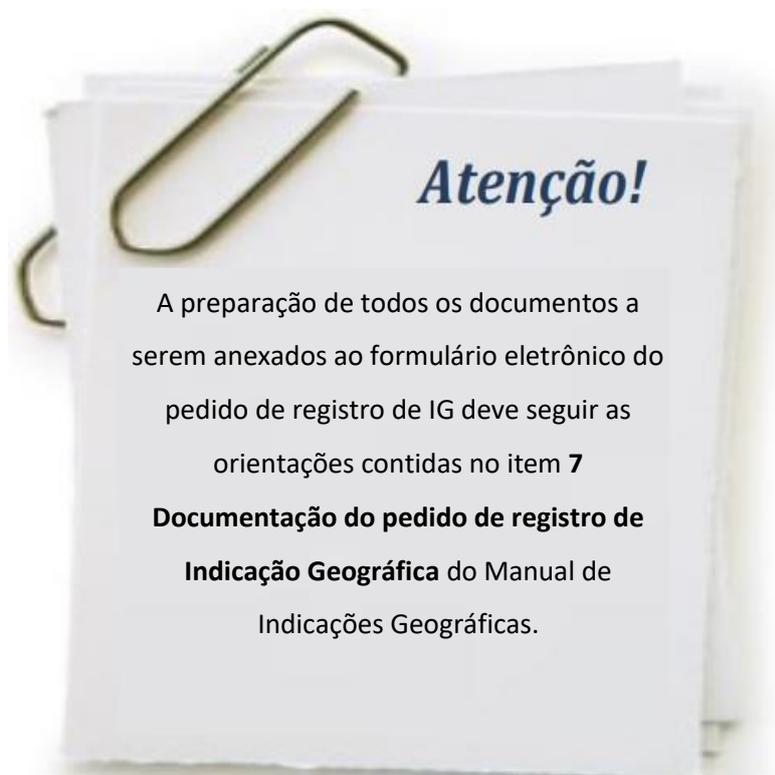 Atenção!
A preparação de todos os documentos a
serem anexados ao formulário eletrônico do
pedido de registro de IG deve seguir as
orientações contidas no item 7
Documentação do pedido de registro de
Indicação Geográfica do Manual de
Indicações Geográficas.